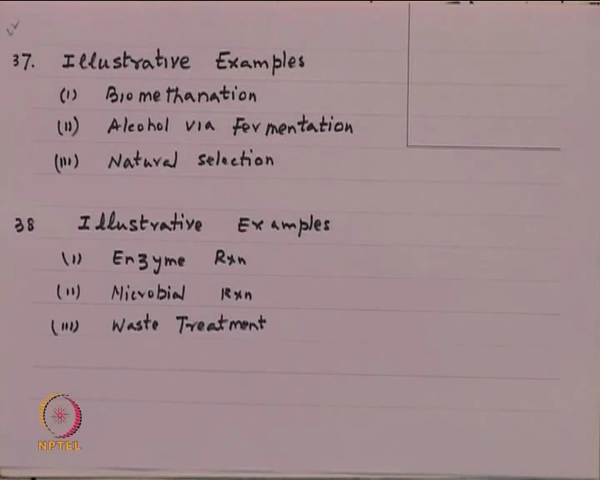 37. Illustrative Examples
(i) Biomethanation
(ii) Alcohol via Fermentation
(iii) Natural Selection
38 Illustrative Examples
(i) Enzyme Rxn
(ii) Microbial Rxn
(iii) Waste Treatment
NPTEL